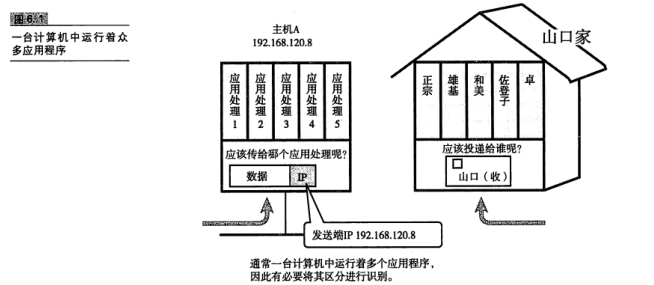 图 6.1
一台计算机中运行着众
多应用程序
主机A
192.168.120.8
应用处理1
应用处理2
应用处理3
应用处理4
应用处理5
应该传给哪个应用处理呢?
数据
IP
发送端IP 192.168.120.8
山口家
正宗
雄基
和美
佐登子
卓
应该投递给谁呢?
山口（收）
通常一台计算机中运行着多个应用程序，
因此有必要将其区分进行识别。